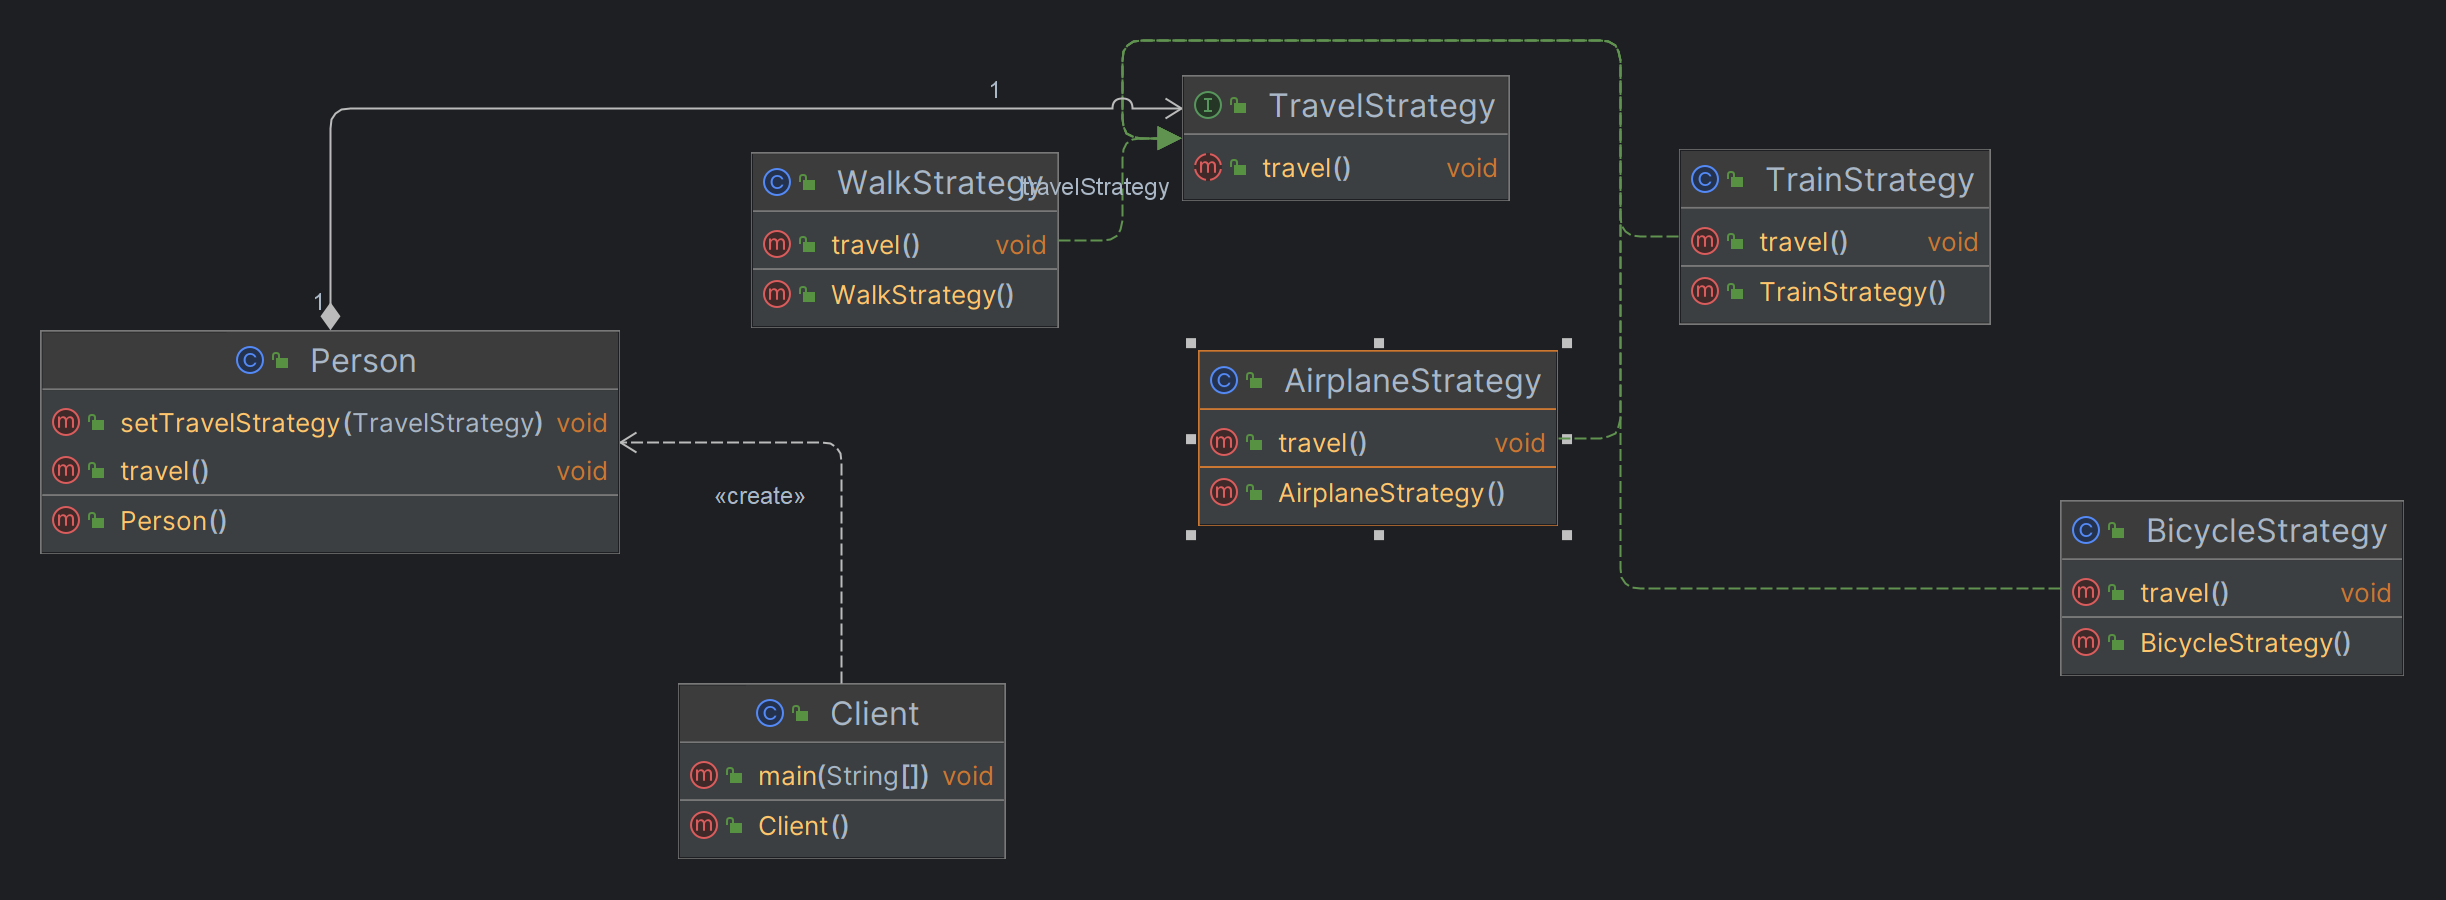 1
TravelStrategy
travel() void
WalkStrategy
travelStrategy
travel() void
WalkStrategy()
TrainStrategy
travel() void
TrainStrategy()
1
Person
setTravelStrategy(TravelStrategy) void
travel() void
Person()
«create»
AirplaneStrategy
travel() void
AirplaneStrategy()
BicycleStrategy
travel() void
BicycleStrategy()
Client
main(String[]) void
Client()